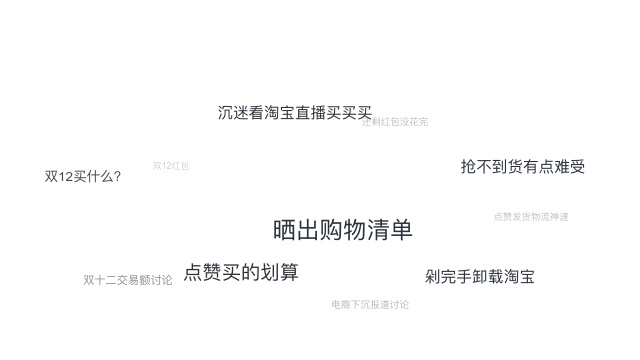 沉迷看淘宝直播买买买
还剩红包没花完
双12红包
抢不到货有点难受
双12买什么?
点赞发货物流神速
晒出购物清单
点赞买的划算
双十二交易额讨论
剁完手卸载淘宝
电商下沉报道讨论